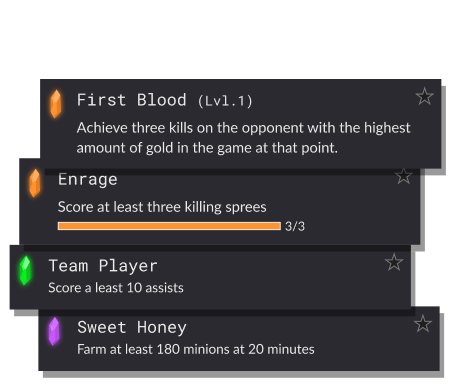 First Blood (Lvl.1)
Achieve three kills on the opponent with the highest
amount of gold in the game at that point.
Enrage
Score at least three killing sprees
3/3
Team Player
Score a least 10 assists
Sweet Honey
Farm at least 180 minions at 20 minutes